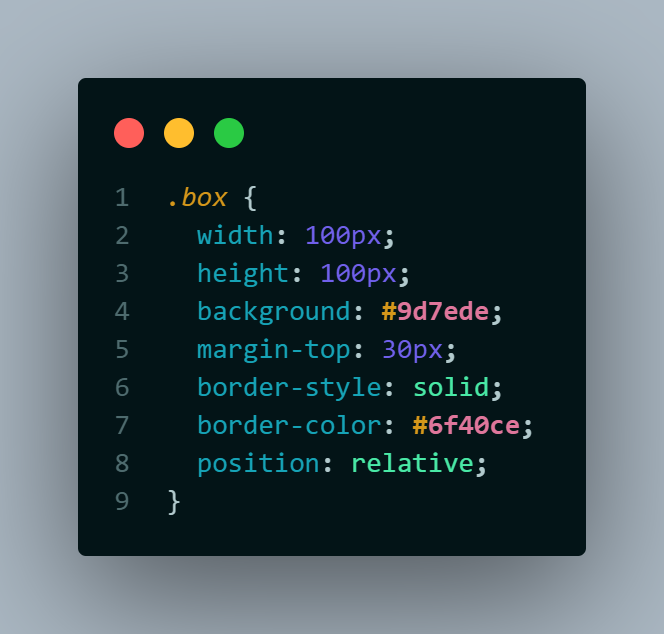 1 .box {
2   width: 100px;
3   height: 100px;
4   background: #9d7ede;
5   margin-top: 30px;
6   border-style: solid;
7   border-color: #6f40ce;
8   position: relative;
9 }